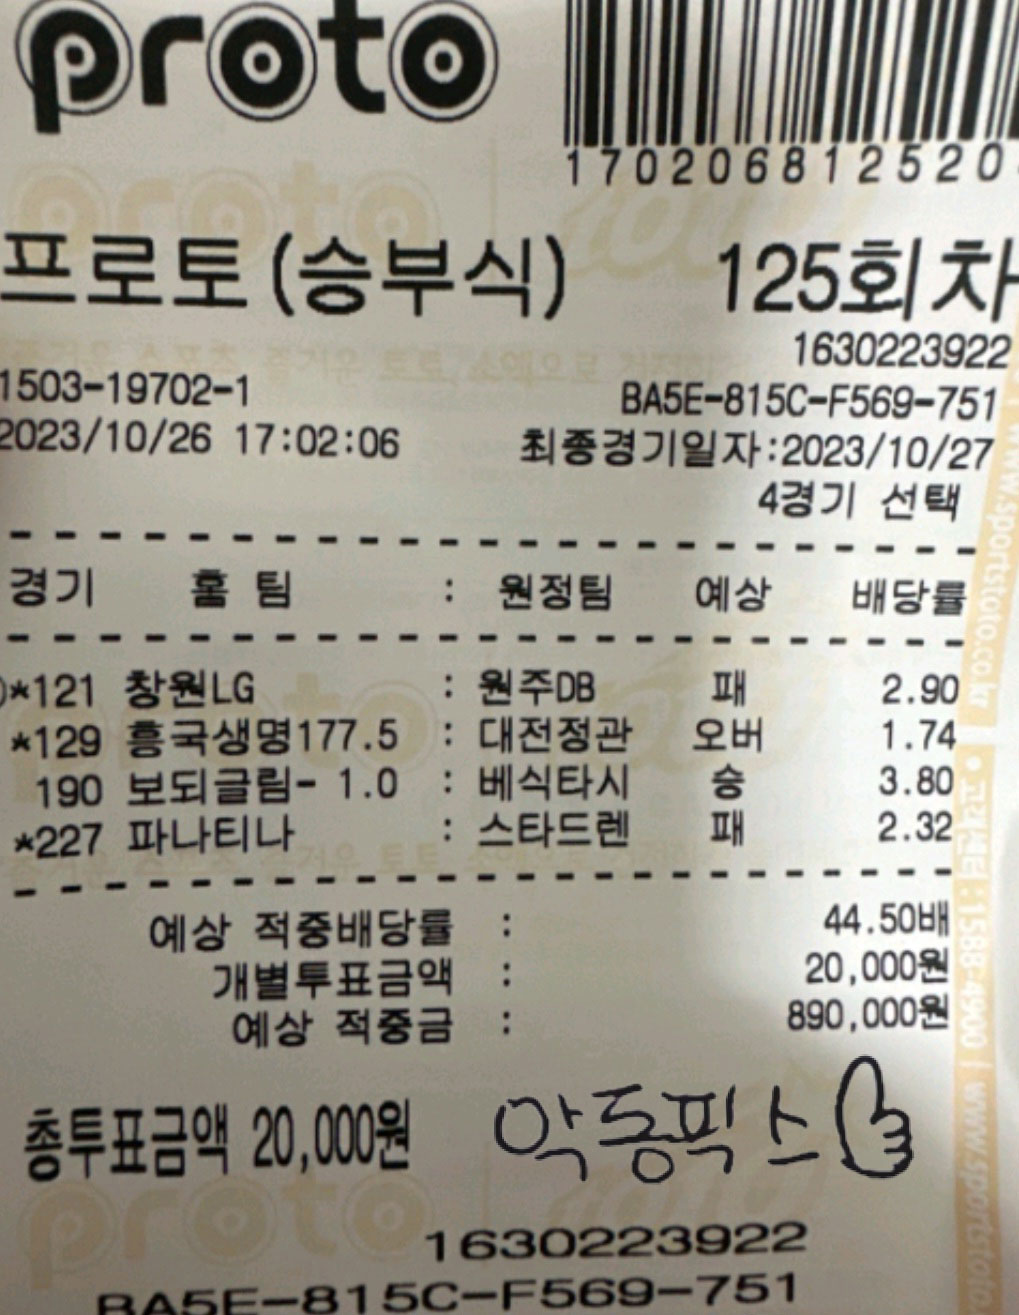 proto
170206812520
프로토(승부식) 125회차
1630223922
1503-19702-1 BA5E-815C-F569-751
2023/10/26 17:02:06 최종경기일자:2023/10/27
4경기 선택
경기 홈 팀 : 원정팀 예상 배당률
*121 창원LG : 원주DB 패 2.90
*129 흥국생명177.5 : 대전정관 오버 1.74
190 보되글림- 1.0 : 베식타시 승 3.80
*227 파나티나 : 스타드렌 패 2.32
예상 적중배당률 : 44.50배
개별투표금액 : 20,000원
예상 적중금 : 890,000원
총투표금액 20,000원 악동픽스
1630223922
BA5E-815C-F569-751
www.sportstoto.co.kr
1588-4900 | www.sportstoto